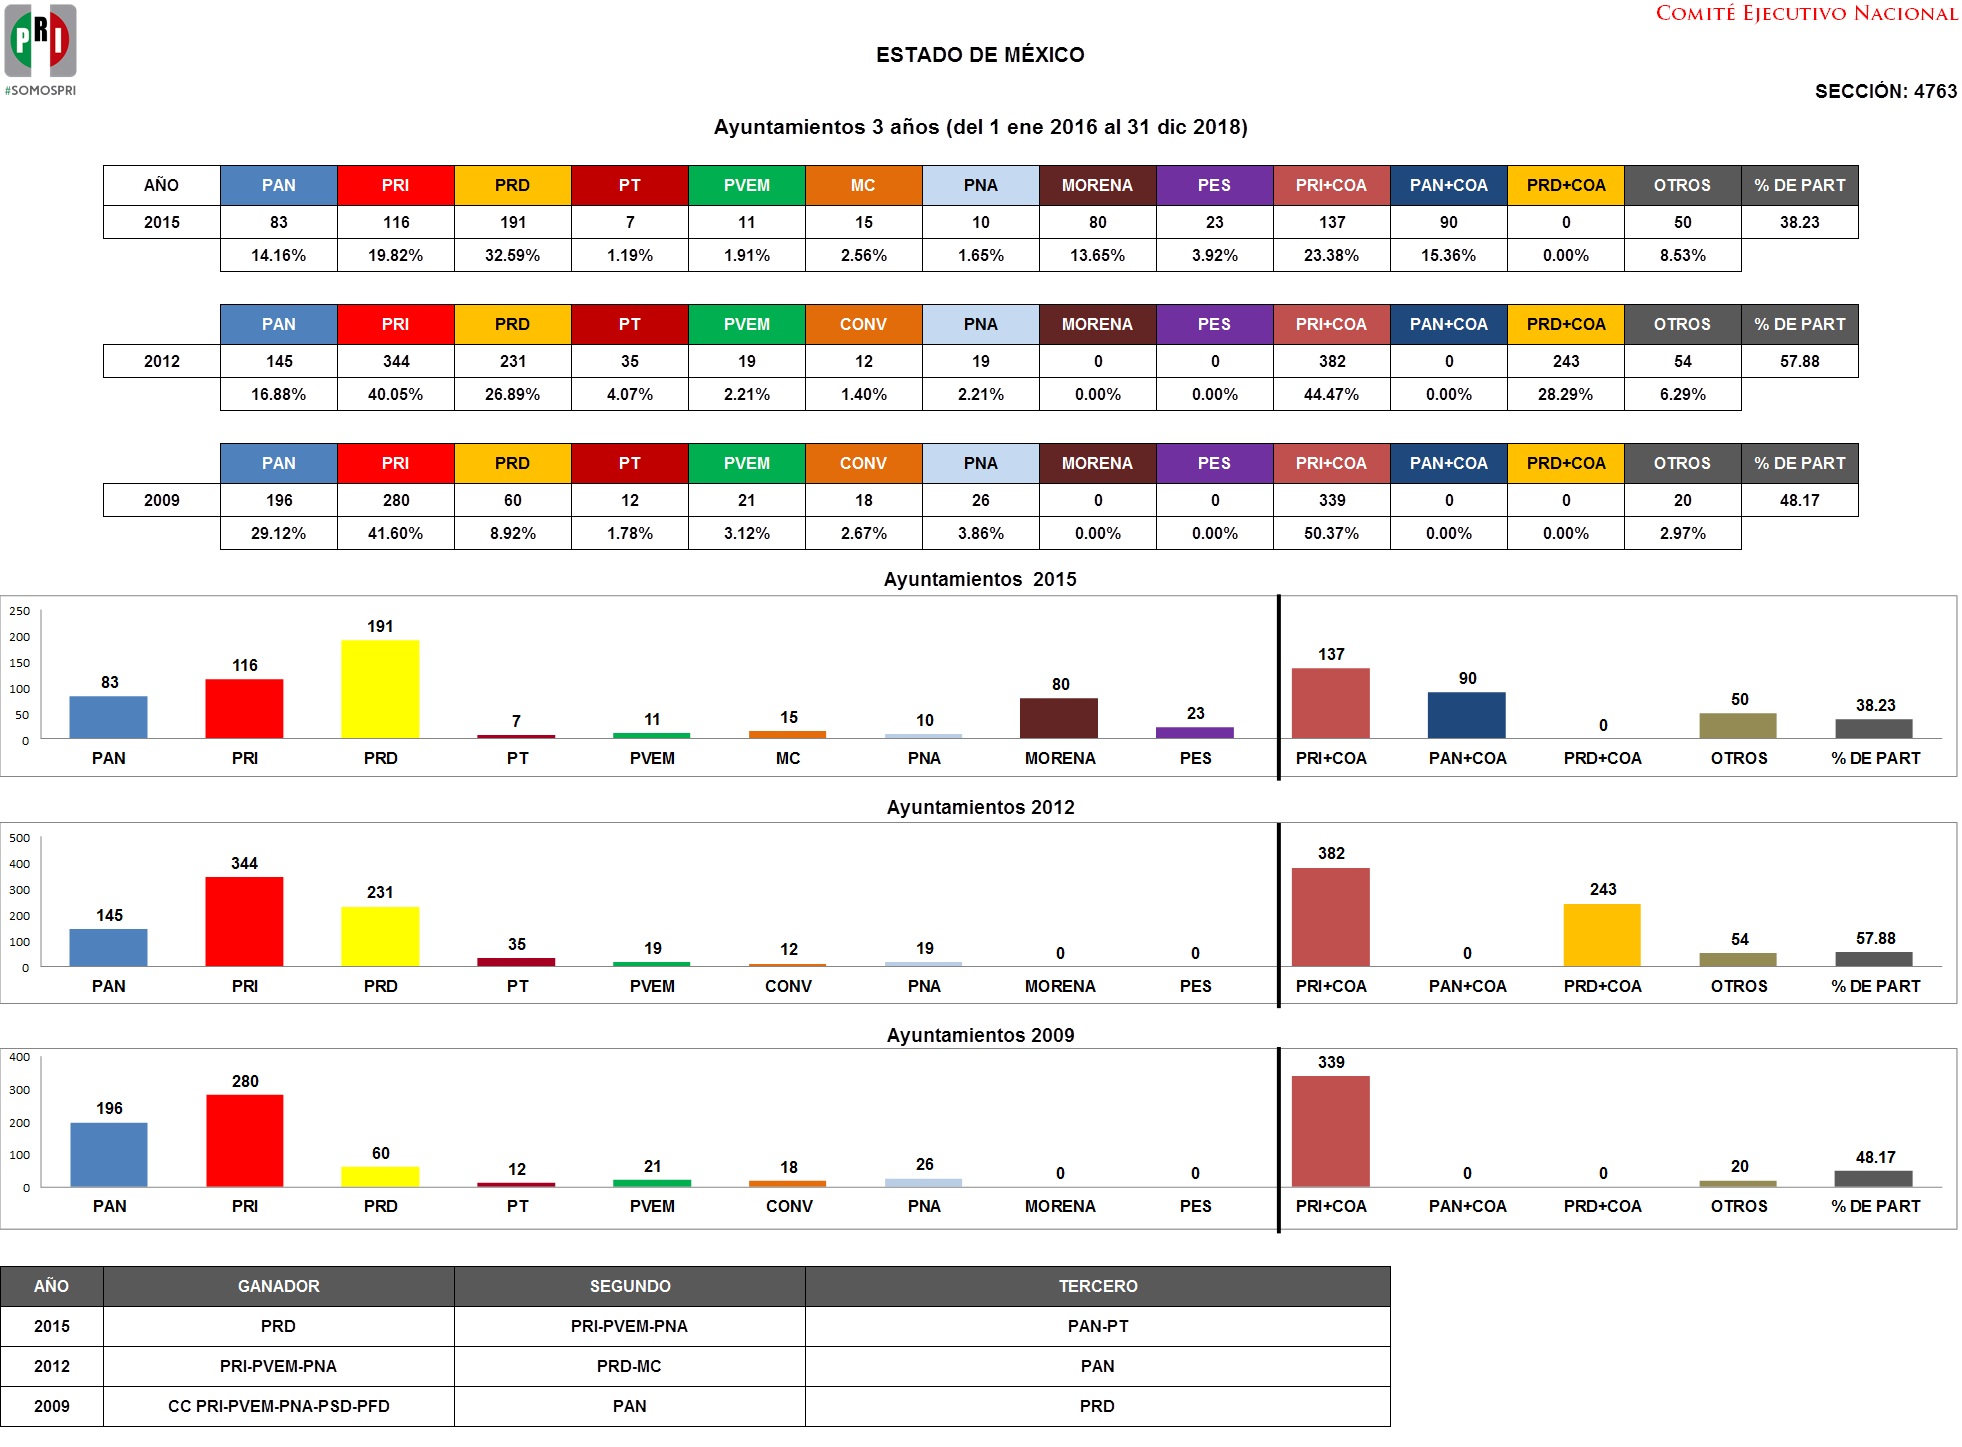 PRI
#SOMOSPRI
COMITÉ EJECUTIVO NACIONAL
ESTADO DE MÉXICO
SECCIÓN: 4763
Ayuntamientos 3 años (del 1 ene 2016 al 31 dic 2018)
AÑO PAN PRI PRD PT PVEM MC PNA MORENA PES PRI+COA PAN+COA PRD+COA OTROS % DE PART
2015 83 116 191 7 11 15 10 80 23 137 90 0 50 38.23
14.16% 19.82% 32.59% 1.19% 1.91% 2.56% 1.65% 13.65% 3.92% 23.38% 15.36% 0.00% 8.53%
PAN PRI PRD PT PVEM CONV PNA MORENA PES PRI+COA PAN+COA PRD+COA OTROS % DE PART
2012 145 344 231 35 19 12 19 0 0 382 0 243 54 57.88
16.88% 40.05% 26.89% 4.07% 2.21% 1.40% 2.21% 0.00% 0.00% 44.47% 0.00% 28.29% 6.29%
PAN PRI PRD PT PVEM CONV PNA MORENA PES PRI+COA PAN+COA PRD+COA OTROS % DE PART
2009 196 280 60 12 21 18 26 0 0 339 0 0 20 48.17
29.12% 41.60% 8.92% 1.78% 3.12% 2.67% 3.86% 0.00% 0.00% 50.37% 0.00% 0.00% 2.97%
Ayuntamientos 2015
250
200
150
100
50
0
83 116 191 7 11 15 10 80 23 137 90 0 50 38.23
PAN PRI PRD PT PVEM MC PNA MORENA PES PRI+COA PAN+COA PRD+COA OTROS % DE PART
Ayuntamientos 2012
500
400
300
200
100
0
145 344 231 35 19 12 19 0 0 382 0 243 54 57.88
PAN PRI PRD PT PVEM CONV PNA MORENA PES PRI+COA PAN+COA PRD+COA OTROS % DE PART
Ayuntamientos 2009
400
300
200
100
0
196 280 60 12 21 18 26 0 0 339 0 0 20 48.17
PAN PRI PRD PT PVEM CONV PNA MORENA PES PRI+COA PAN+COA PRD+COA OTROS % DE PART
AÑO GANADOR SEGUNDO TERCERO
2015 PRD PRI-PVEM-PNA PAN-PT
2012 PRI-PVEM-PNA PRD-MC PAN
2009 CC PRI-PVEM-PNA-PSD-PFD PAN PRD